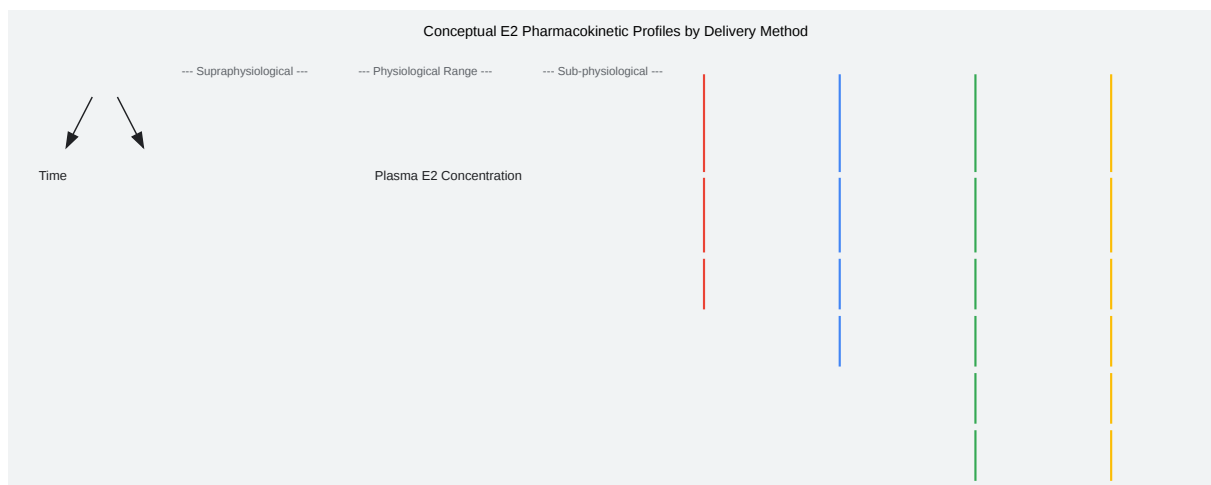 Conceptual E2 Pharmacokinetic Profiles by Delivery Method
--- Supraphysiological --- --- Physiological Range --- --- Sub-physiological ---
Time Plasma E2 Concentration